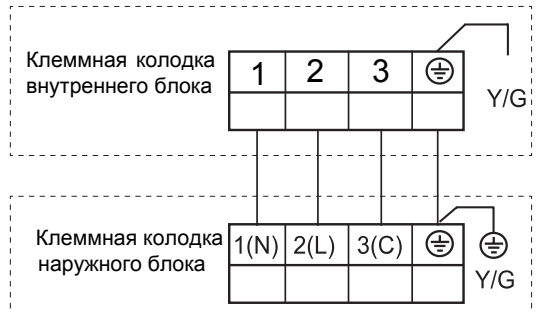 Клеммная колодка
внутреннего блока
1 2 3
Y/G
Клеммная колодка
наружного блока
1(N) 2(L) 3(C)
Y/G